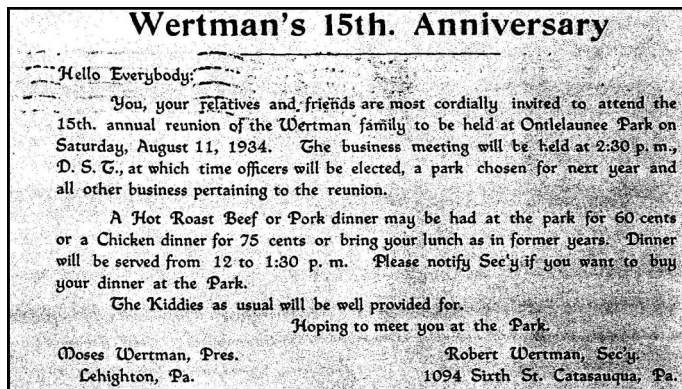 Wertman's 15th. Anniversary
Hello Everybody:
You, your relatives and friends are most cordially invited to attend the
15th. annual reunion of the Wertman family to be held at Ontlelaunee Park on
Saturday, August 11, 1934. The business meeting will be held at 2:30 p. m.,
D. S. T., at which time officers will be elected, a park chosen for next year and
all other business pertaining to the reunion.
A Hot Roast Beef or Pork dinner may be had at the park for 60 cents
or a Chicken dinner for 75 cents or bring your lunch as in former years. Dinner
will be served from 12 to 1:30 p. m. Please notify Sec'y if you want to buy
your dinner at the Park.
The Kiddies as usual will be well provided for.
Hoping to meet you at the Park.
Moses Wertman, Pres. Robert Wertman, Sec'y.
Lehighton, Pa. 1094 Sixth St. Catasauqua, Pa.